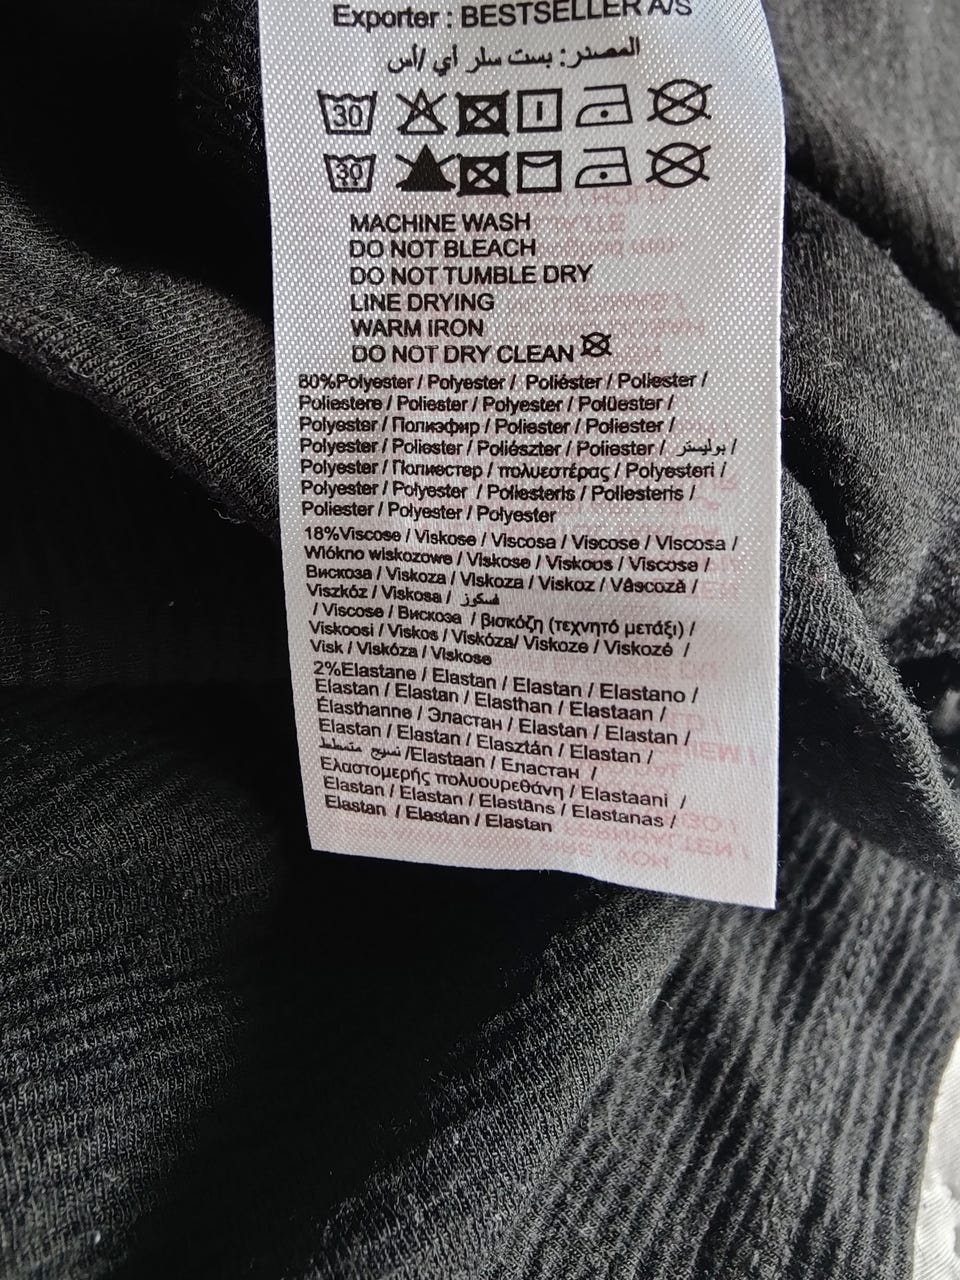 Exporter : BESTSELLER A/S
المصدر: بست سلر أي /أس
30
30
MACHINE WASH
DO NOT BLEACH
DO NOT TUMBLE DRY
LINE DRYING
WARM IRON
DO NOT DRY CLEAN
80%Polyester / Polyester / Poliéster / Poliester /
Poliestere / Poliester / Polyester / Polüester /
Polyester / Полиэфир / Poliester / Poliester /
Polyester / Poliester / Poliészter / Poliester / بوليستر /
Polyester / Полиестер / πολυεστέρας / Polyesteri /
Polyester / Polyester / Poliesteris / Poliesteris /
Poliester / Polyester / Polyester
18%Viscose / Viskose / Viscosa / Viscose / Viscosa /
Wlókno wiskozowe / Viskose / Viskoos / Viscose /
Вискоза / Viskoza / Viskoza / Viskoz / Vâscoză /
Viszkóz / Viskosa / فسكوز
/ Viscose / Вискоза / βισκόζη (τεχνητό μετάξι) /
Viskoosi / Viskos / Viskóza/ Viskoze / Viskozė /
Visk / Viskóza / Viskose
2%Elastane / Elastan / Elastan / Elastano /
Elastan / Elastan / Elasthan / Elastaan /
Élasthanne / Эластан / Elastan / Elastan /
Elastan / Elastan / Elasztán / Elastan /
نسيج متمطط /Elastaan / Еластан /
Ελαστομερής πολυουρεθάνη / Elastaani /
Elastan / Elastan / Elastāns / Elastanas /
Elastan / Elastan / Elastan